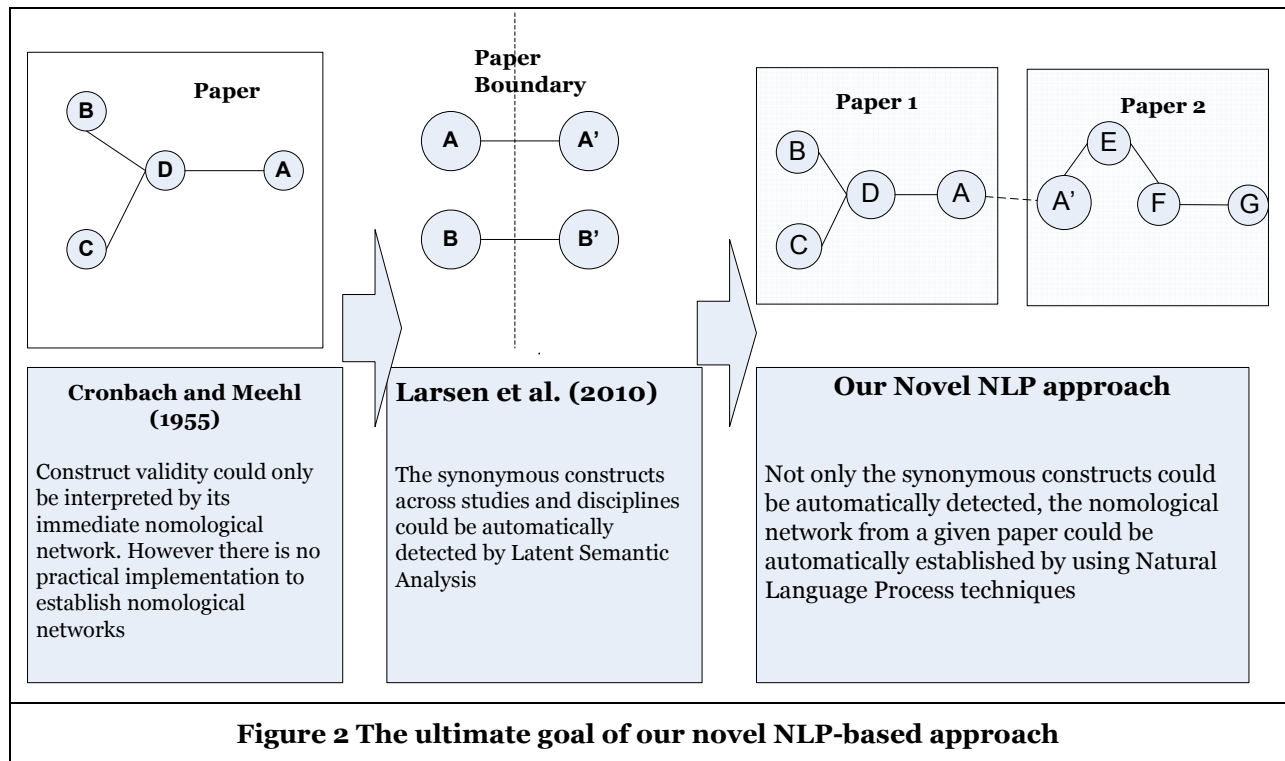 Paper
B
D
A
C
Paper
Boundary
A
A'
B
B'
Paper 1
B
D
A
C
Paper 2
E
A'
F
G
Cronbach and Meehl
(1955)
Construct validity could only
be interpreted by its
immediate nomological
network. However there is no
practical implementation to
establish nomological
networks
Larsen et al. (2010)
The synonymous constructs
across studies and disciplines
could be automatically
detected by Latent Semantic
Analysis
Our Novel NLP approach
Not only the synonymous constructs could
be automatically detected, the nomological
network from a given paper could be
automatically established by using Natural
Language Process techniques
Figure 2 The ultimate goal of our novel NLP-based approach